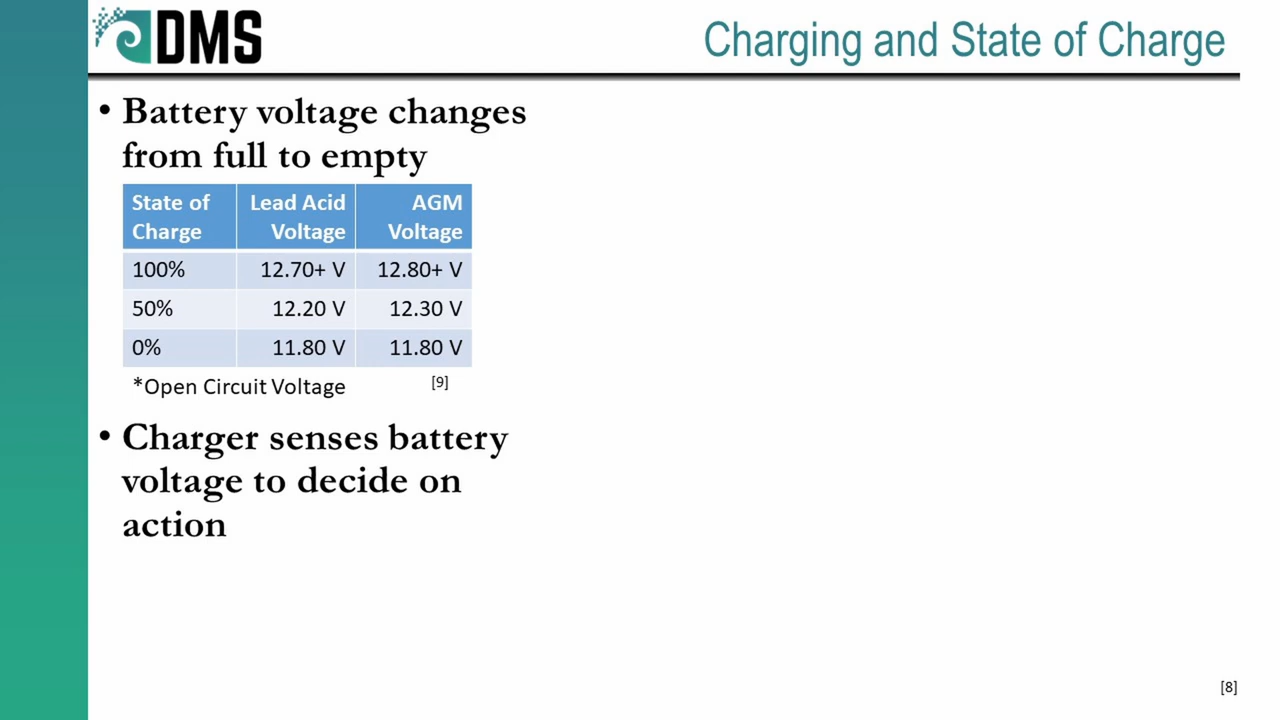 DMS
Charging and State of Charge
• Battery voltage changes
from full to empty
State of Charge Lead Acid Voltage AGM Voltage
100% 12.70+ V 12.80+ V
50% 12.20 V 12.30 V
0% 11.80 V 11.80 V
*Open Circuit Voltage [9]
• Charger senses battery
voltage to decide on
action
[8]